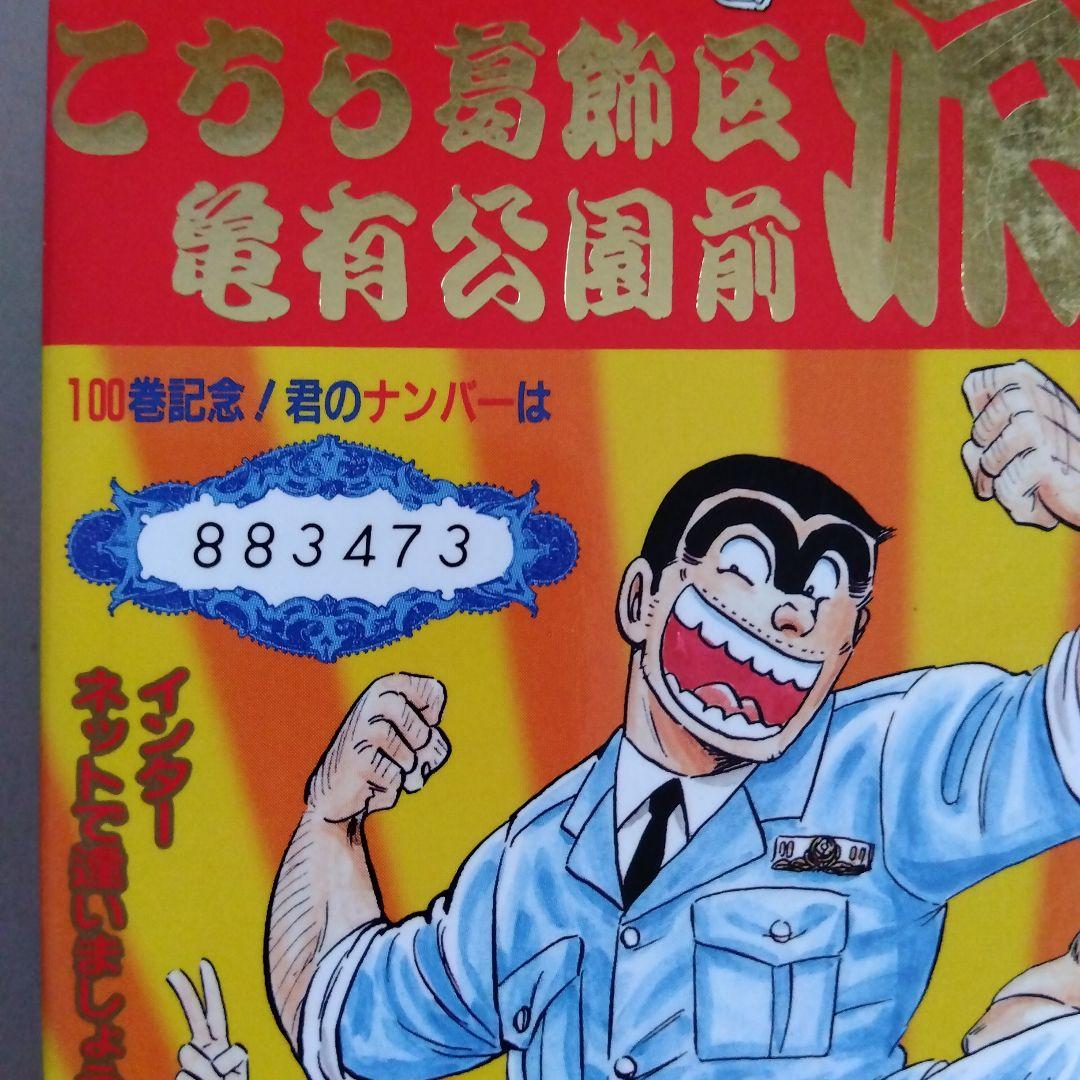 こちら葛飾区
亀有公園前
派
100巻記念!君のナンバーは
883473
インター
ネットで逢いましょ